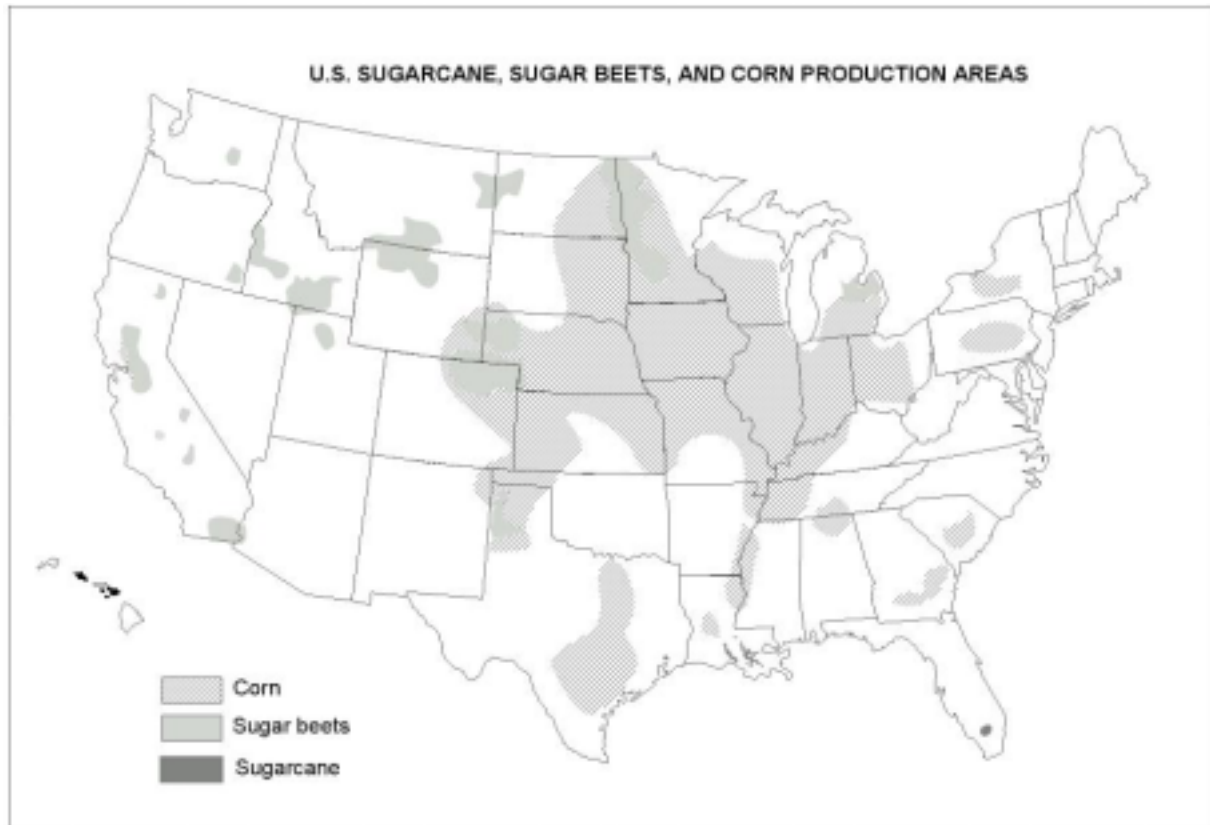 U.S. SUGARCANE, SUGAR BEETS, AND CORN PRODUCTION AREAS
Corn
Sugar beets
Sugarcane